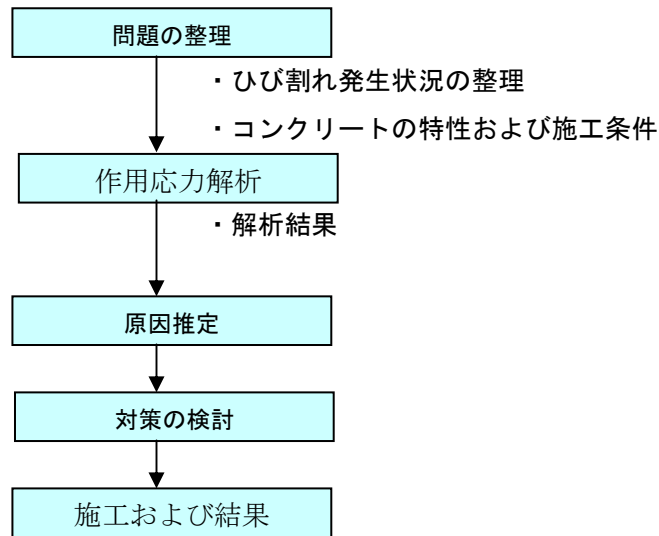 問題の整理
・ひび割れ発生状況の整理
・コンクリートの特性および施工条件
作用応力解析
・解析結果
原因推定
対策の検討
施工および結果